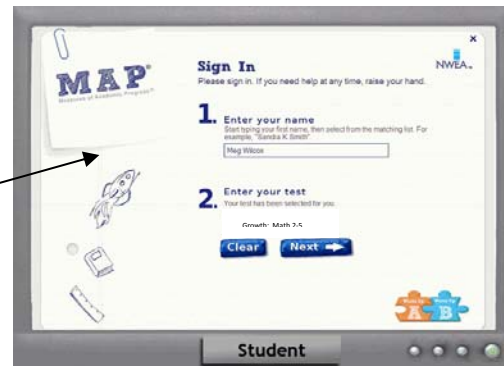 MAP
Measures of Academic Progress
NWEA
Sign In
Please sign in. If you need help at any time, raise your hand.
1. Enter your name
Start typing your first name, then select from the matching list. For
example, "Sandra K Smith"
Meg Wilcox
2. Enter your test
Your test has been selected for you.
Growth: Math 2-5
Clear
Next
A
B
Student